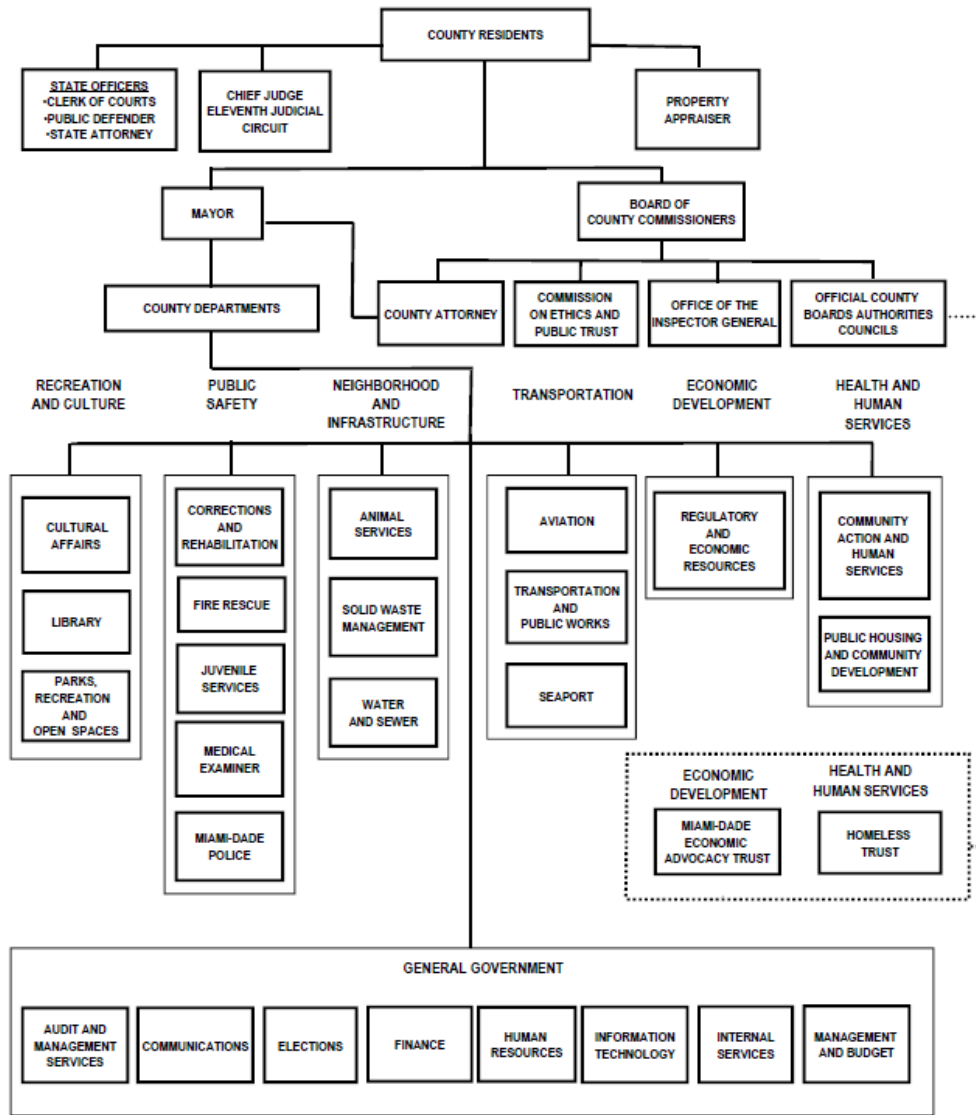 COUNTY RESIDENTS
STATE OFFICERS
•CLERK OF COURTS
•PUBLIC DEFENDER
•STATE ATTORNEY
CHIEF JUDGE
ELEVENTH JUDICIAL
CIRCUIT
PROPERTY
APPRAISER
MAYOR
BOARD OF
COUNTY COMMISSIONERS
COUNTY DEPARTMENTS
COUNTY ATTORNEY
COMMISSION
ON ETHICS AND
PUBLIC TRUST
OFFICE OF THE
INSPECTOR GENERAL
OFFICIAL COUNTY
BOARDS AUTHORITIES
COUNCILS
RECREATION
AND CULTURE
PUBLIC
SAFETY
NEIGHBORHOOD
AND
INFRASTRUCTURE
TRANSPORTATION
ECONOMIC
DEVELOPMENT
HEALTH AND
HUMAN
SERVICES
CULTURAL
AFFAIRS
LIBRARY
PARKS,
RECREATION
AND
OPEN SPACES
CORRECTIONS
AND
REHABILITATION
FIRE RESCUE
JUVENILE
SERVICES
MEDICAL
EXAMINER
MIAMI-DADE
POLICE
ANIMAL
SERVICES
SOLID WASTE
MANAGEMENT
WATER
AND SEWER
AVIATION
TRANSPORTATION
AND
PUBLIC WORKS
SEAPORT
REGULATORY
AND
ECONOMIC
RESOURCES
COMMUNITY
ACTION AND
HUMAN
SERVICES
PUBLIC HOUSING
AND COMMUNITY
DEVELOPMENT
ECONOMIC
DEVELOPMENT
MIAMI-DADE
ECONOMIC
ADVOCACY TRUST
HEALTH AND
HUMAN SERVICES
HOMELESS
TRUST
GENERAL GOVERNMENT
AUDIT AND
MANAGEMENT
SERVICES
COMMUNICATIONS
ELECTIONS
FINANCE
HUMAN
RESOURCES
INFORMATION
TECHNOLOGY
INTERNAL
SERVICES
MANAGEMENT
AND BUDGET